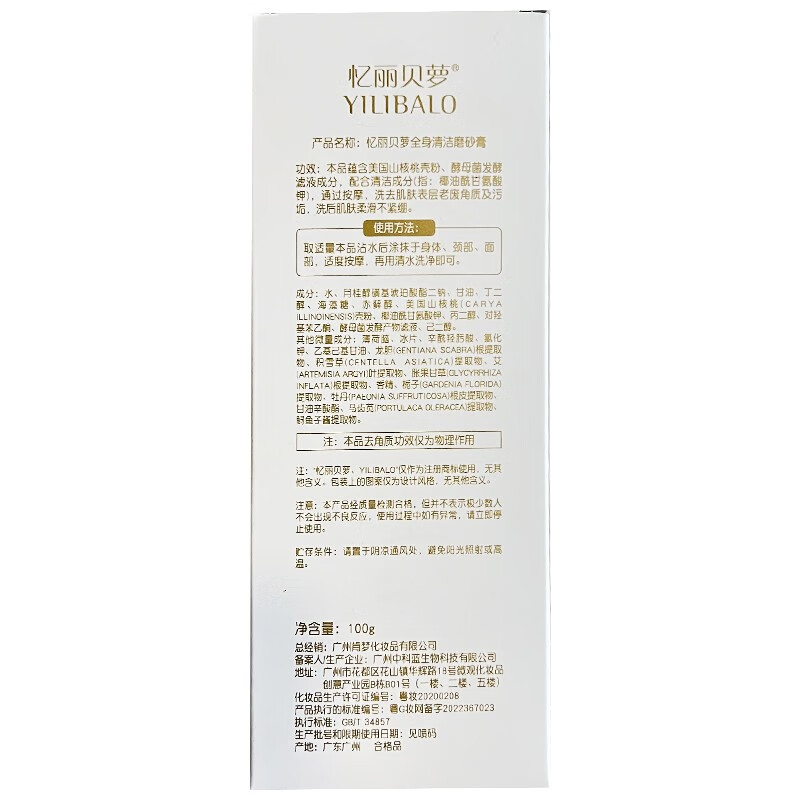 忆丽贝萝®
YILIBALO
产品名称：忆丽贝萝全身清洁磨砂膏
功效：本品蕴含美国山核桃壳粉、酵母菌发酵
滤液成分，配合清洁成分(指：椰油酰甘氨酸
钾)，通过按摩，洗去肌肤表层老废角质及污
垢，洗后肌肤柔滑不紧绷。
使用方法：
取适量本品沾水后涂抹于身体、颈部、面
部，适度按摩，再用清水洗净即可。
成分：水、月桂醇磺基琥珀酸酯二钠、甘油、丁二
醇、海藻糖、赤藓醇、美国山核桃(CARYA
ILLINOINENSIS)壳粉、椰油酰甘氨酸钾、丙二醇、对羟
基苯乙酮、酵母菌发酵产物滤液、己二醇。
其他微量成分：薄荷脑、冰片、辛酰羟肟酸、氯化
钾、乙基己基甘油、龙胆(GENTIANA SCABRA)根提取
物、积雪草(CENTELLA ASIATICA)提取物、艾
(ARTEMISIA ARGYI)叶提取物、胀果甘草(GLYCYRRHIZA
INFLATA)根提取物、香精、栀子(GARDENIA FLORIDA)
提取物、牡丹(PAEONIA SUFFRUTICOSA)根皮提取物、
甘油辛酸酯、马齿苋(PORTULACA OLERACEA)提取物、
鲟鱼子酱提取物。
注：本品去角质功效仅为物理作用
注："忆丽贝萝、YILIBALO"仅作为注册商标使用，无其
他含义。包装上的图案仅为设计风格，无其他含义。
注意：本产品经质量检测合格，但并不表示极少数人
不会出现不良反应，使用过程中如有异常，请立即停
止使用。
贮存条件：请置于阴凉通风处，避免阳光照射或高
温。
净含量：100g
总经销：广州肖梦化妆品有限公司
备案人/生产企业：广州中科蓝生物科技有限公司
地址：广州市花都区花山镇华辉路18号微观化妆品
创意产业园B栋B01号（一楼、二楼、五楼）
化妆品生产许可证编号：粤妆20200208
产品执行的标准编号：粤G妆网备字2022367023
执行标准：GB/T 34857
生产批号和限期使用日期：见喷码
产地：广东广州 合格品